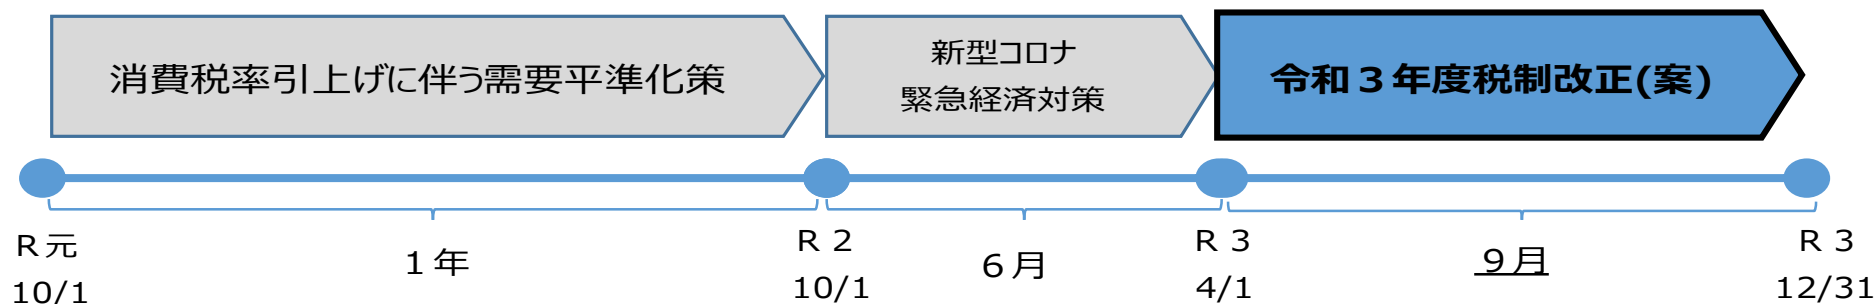 消費税率引上げに伴う需要平準化策
新型コロナ
緊急経済対策
令和３年度税制改正(案)
R元
10/1
１年
R２
10/1
６月
R３
4/1
９月
R３
12/31